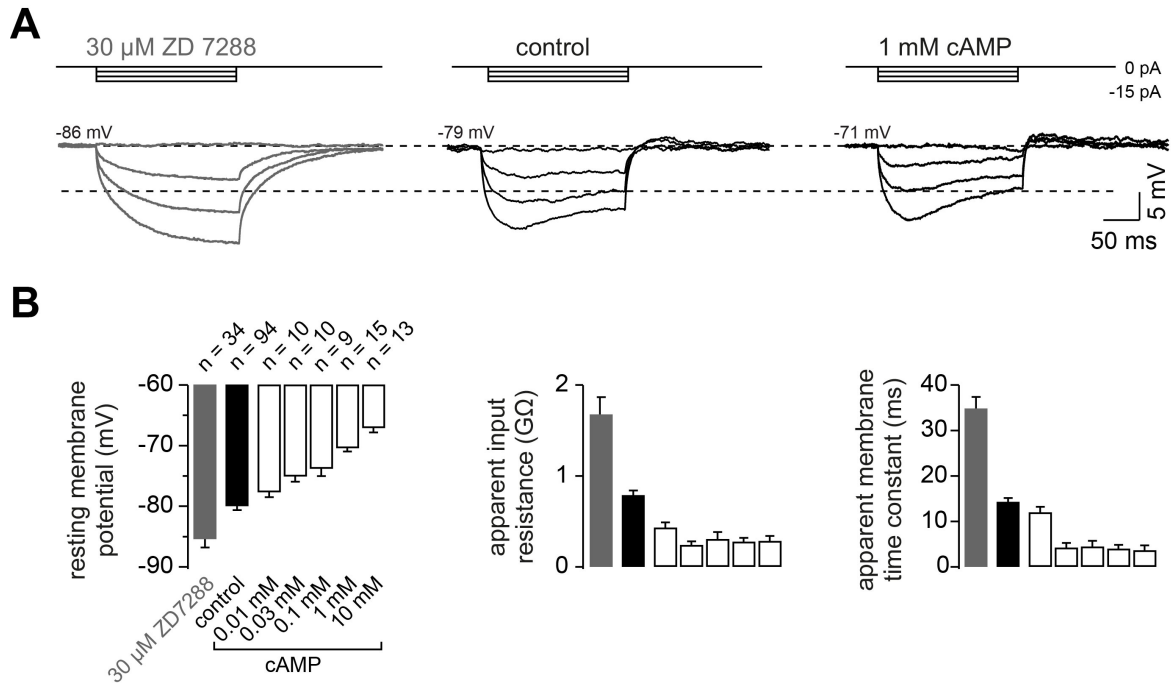 A
30 µM ZD 7288
control
1 mM cAMP
0 pA
-15 pA
-86 mV
-79 mV
-71 mV
5 mV
50 ms
B
n = 34
n = 94
n = 10
n = 10
n = 9
n = 15
n = 13
resting membrane
potential (mV)
-60
-70
-80
-90
30 µM ZD7288
control
0.01 mM
0.03 mM
0.1 mM
1 mM
10 mM
cAMP
apparent input
resistance (GΩ)
2
1
0
apparent membrane
time constant (ms)
40
30
20
10
0